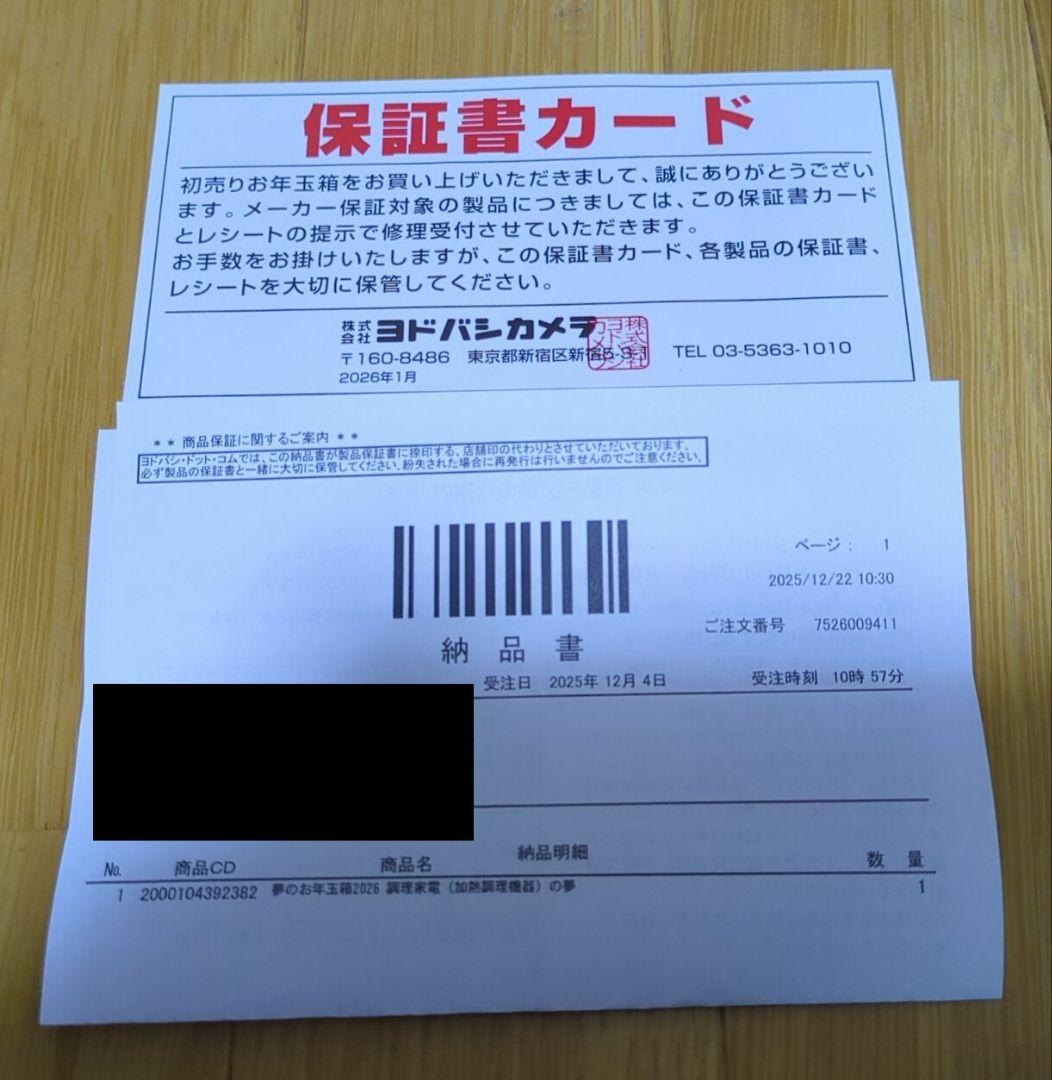 保証書カード
初売りお年玉箱をお買い上げいただきまして、誠にありがとうござい
ます。メーカー保証対象の製品につきましては、この保証書カード
とレシートの提示で修理受付させていただきます。
お手数をお掛けいたしますが、この保証書カード、各製品の保証書、
レシートを大切に保管してください。
株式会社 ヨドバシカメラ
株式会社ヨドバシカメラ
〒160-8486 東京都新宿区新宿5-3-1 TEL 03-5363-1010
2026年1月
** 商品保証に関するご案内 **
ヨドバシ・ドット・コムでは、この納品書が製品保証書に捺印する、店舗印の代わりとさせていただいております。
必ず製品の保証書と一緒に大切に保管してください。紛失された場合に再発行は行いませんのでご注意ください。
ページ: 1
2025/12/22 10:30
ご注文番号 7526009411
納品書
受注日 2025年12月 4日 受注時刻 10時57分
納品明細
No. 商品CD 商品名 数量
1 2000104392382 夢のお年玉箱2026 調理家電（加熱調理機器）の夢 1